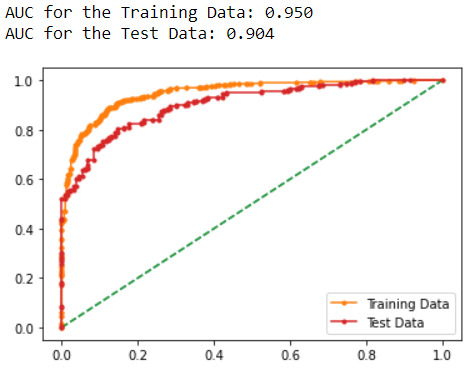 AUC for the Training Data: 0.950
AUC for the Test Data: 0.904
1.0
0.8
0.6
0.4
0.2
0.0
0.0 0.2 0.4 0.6 0.8 1.0
Training Data
Test Data